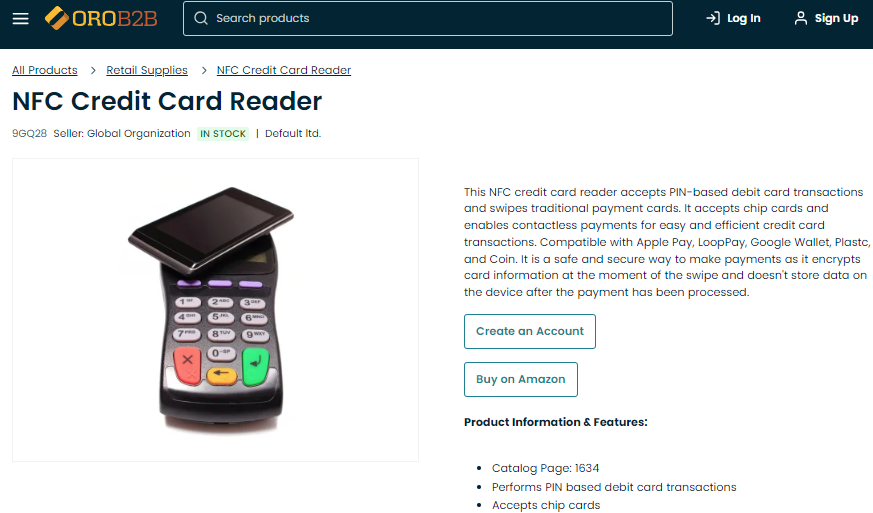 OROB2B
Search products
Log In
Sign Up
All Products > Retail Supplies > NFC Credit Card Reader
NFC Credit Card Reader
9GQ28 Seller: Global Organization IN STOCK | Default ltd.
This NFC credit card reader accepts PIN-based debit card transactions
and swipes traditional payment cards. It accepts chip cards and
enables contactless payments for easy and efficient credit card
transactions. Compatible with Apple Pay, LoopPay, Google Wallet, Plastc,
and Coin. It is a safe and secure way to make payments as it encrypts
card information at the moment of the swipe and doesn't store data on
the device after the payment has been processed.
1
2 ABC
3 DEF
4 GHI
5 JKL
6 MNO
7 PRS
8 TUV
9 WXY
0
Create an Account
Buy on Amazon
Product Information & Features:
• Catalog Page: 1634
• Performs PIN based debit card transactions
• Accepts chip cards